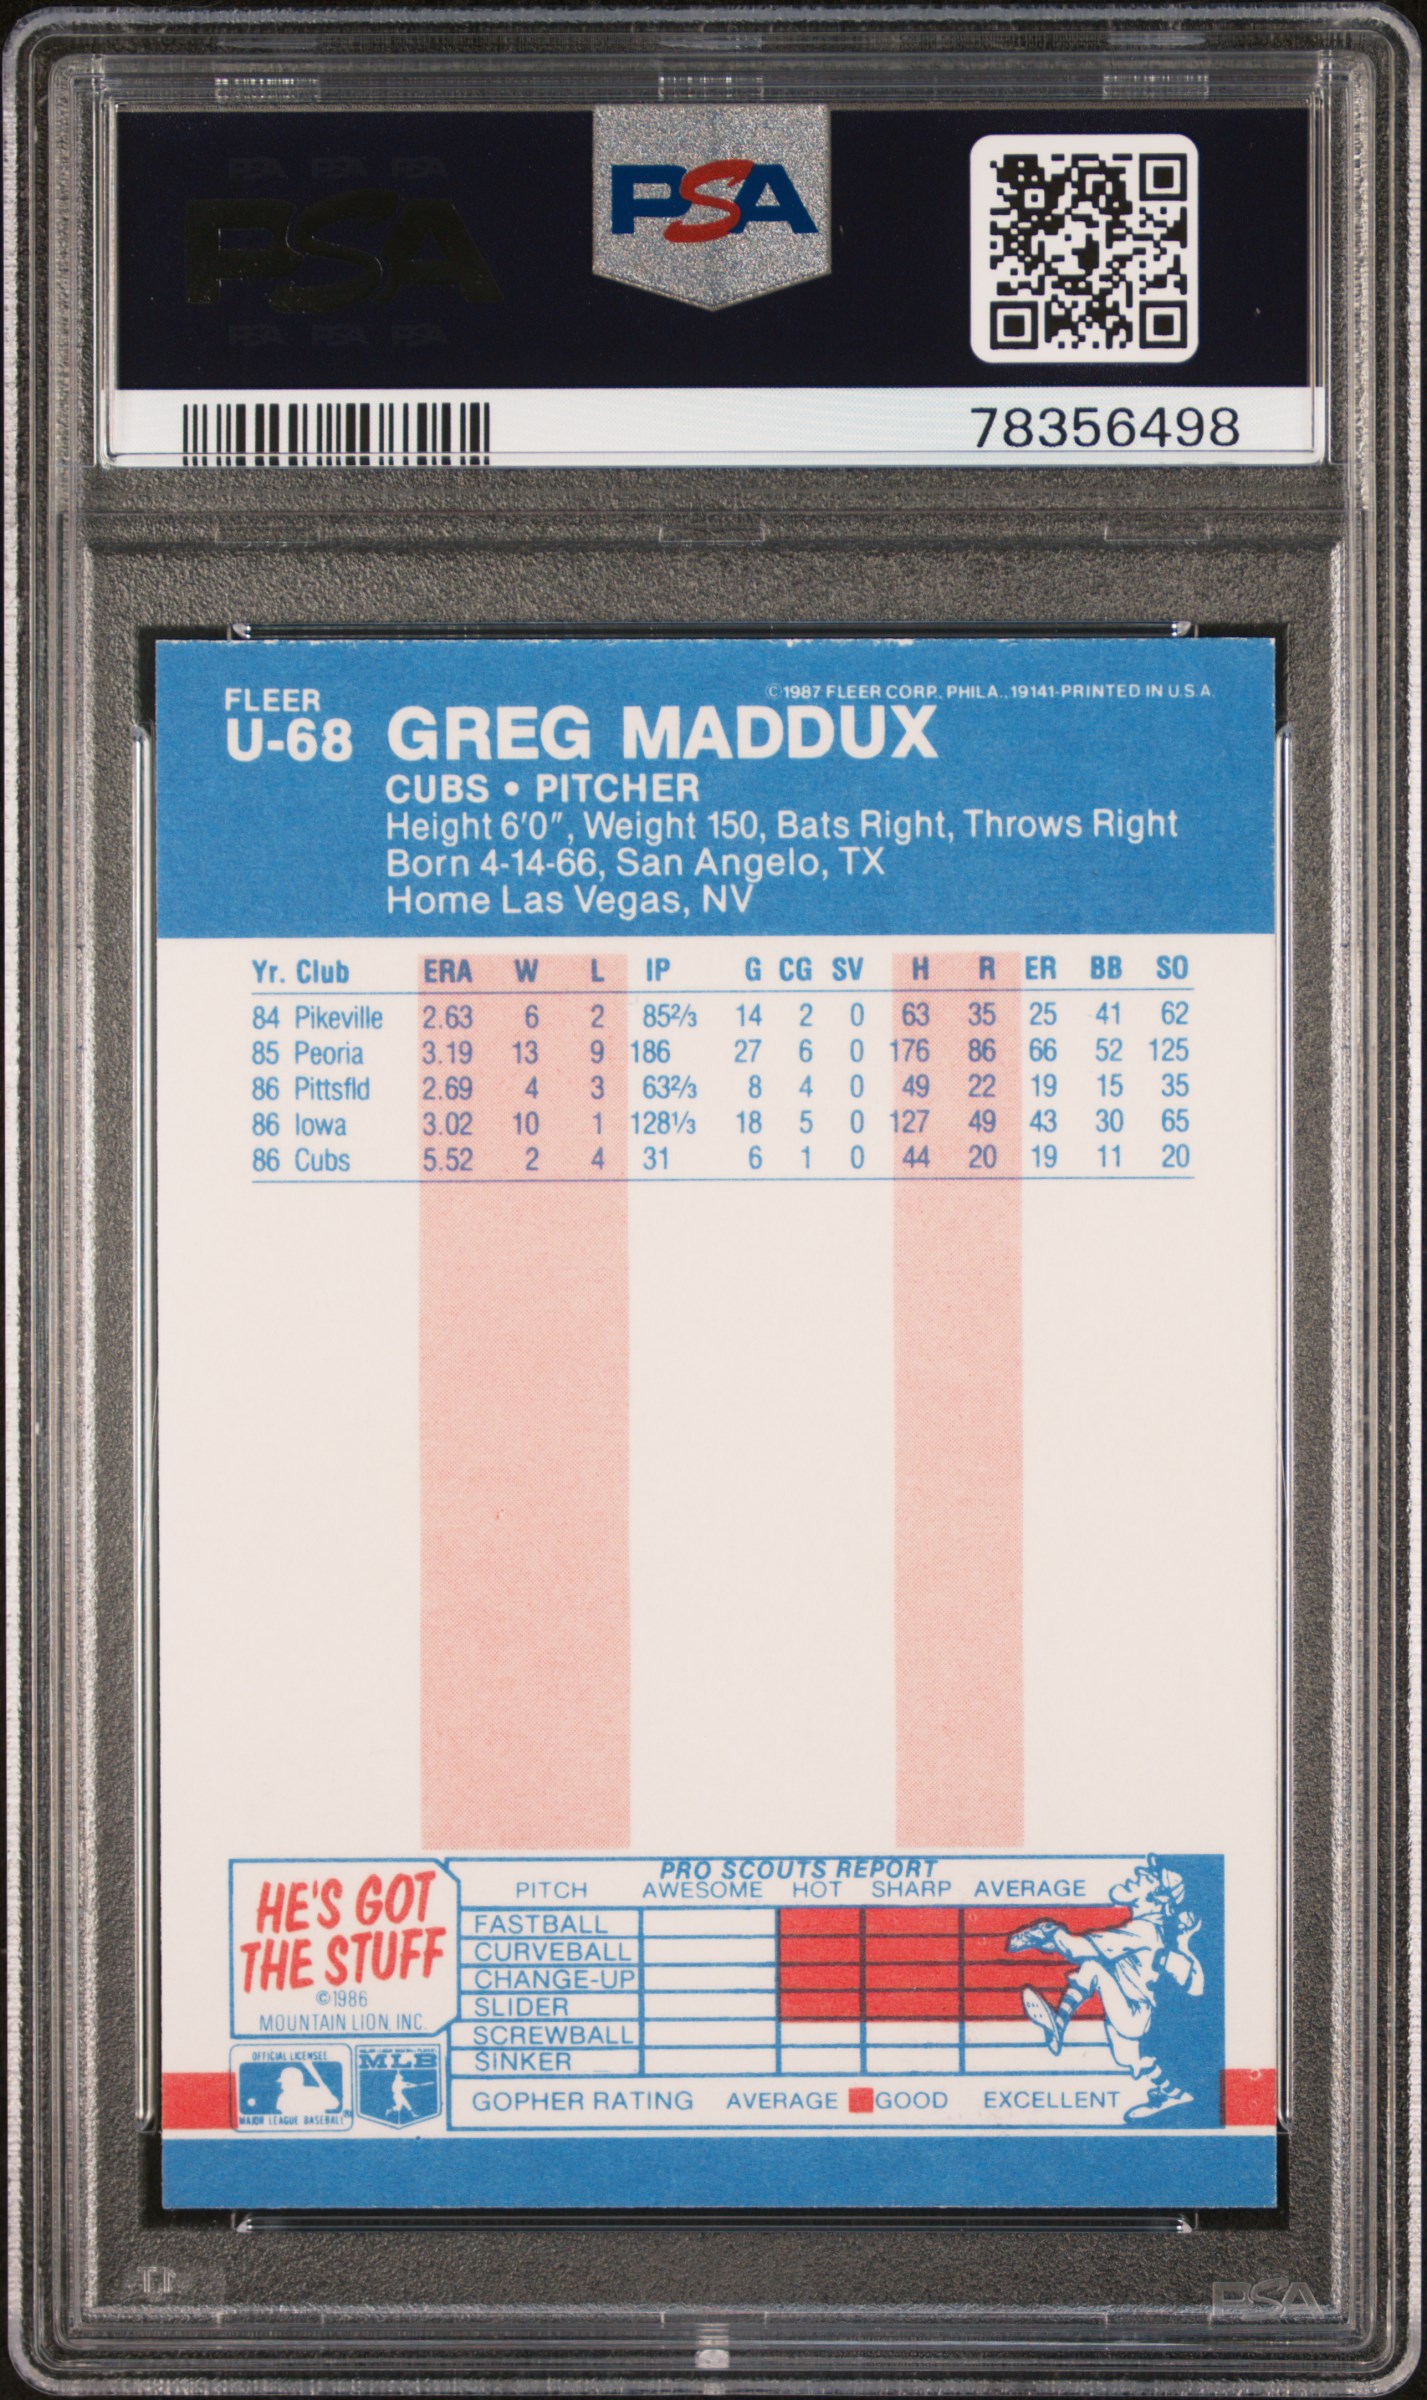 PSA PSA PSA
PSA
PSA PSA PSA
PSA
78356498
FLEER
©1987 FLEER CORP. PHILA., 19141-PRINTED IN U.S.A.
U-68 GREG MADDUX
CUBS • PITCHER
Height 6'0", Weight 150, Bats Right, Throws Right
Born 4-14-66, San Angelo, TX
Home Las Vegas, NV
Yr. Club ERA W L IP G CG SV H R ER BB SO
84 Pikeville 2.63 6 2 85⅔ 14 2 0 63 35 25 41 62
85 Peoria 3.19 13 9 186 27 6 0 176 86 66 52 125
86 Pittsfld 2.69 4 3 63⅔ 8 4 0 49 22 19 15 35
86 Iowa 3.02 10 1 128⅓ 18 5 0 127 49 43 30 65
86 Cubs 5.52 2 4 31 6 1 0 44 20 19 11 20
HE'S GOT
THE STUFF
©1986
MOUNTAIN LION, INC.
PRO SCOUTS REPORT
PITCH AWESOME HOT SHARP AVERAGE
FASTBALL
CURVEBALL
CHANGE-UP
SLIDER
SCREWBALL
SINKER
GOPHER RATING AVERAGE GOOD EXCELLENT
OFFICIAL LICENSEE
MAJOR LEAGUE BASEBALL
MLB
PSA